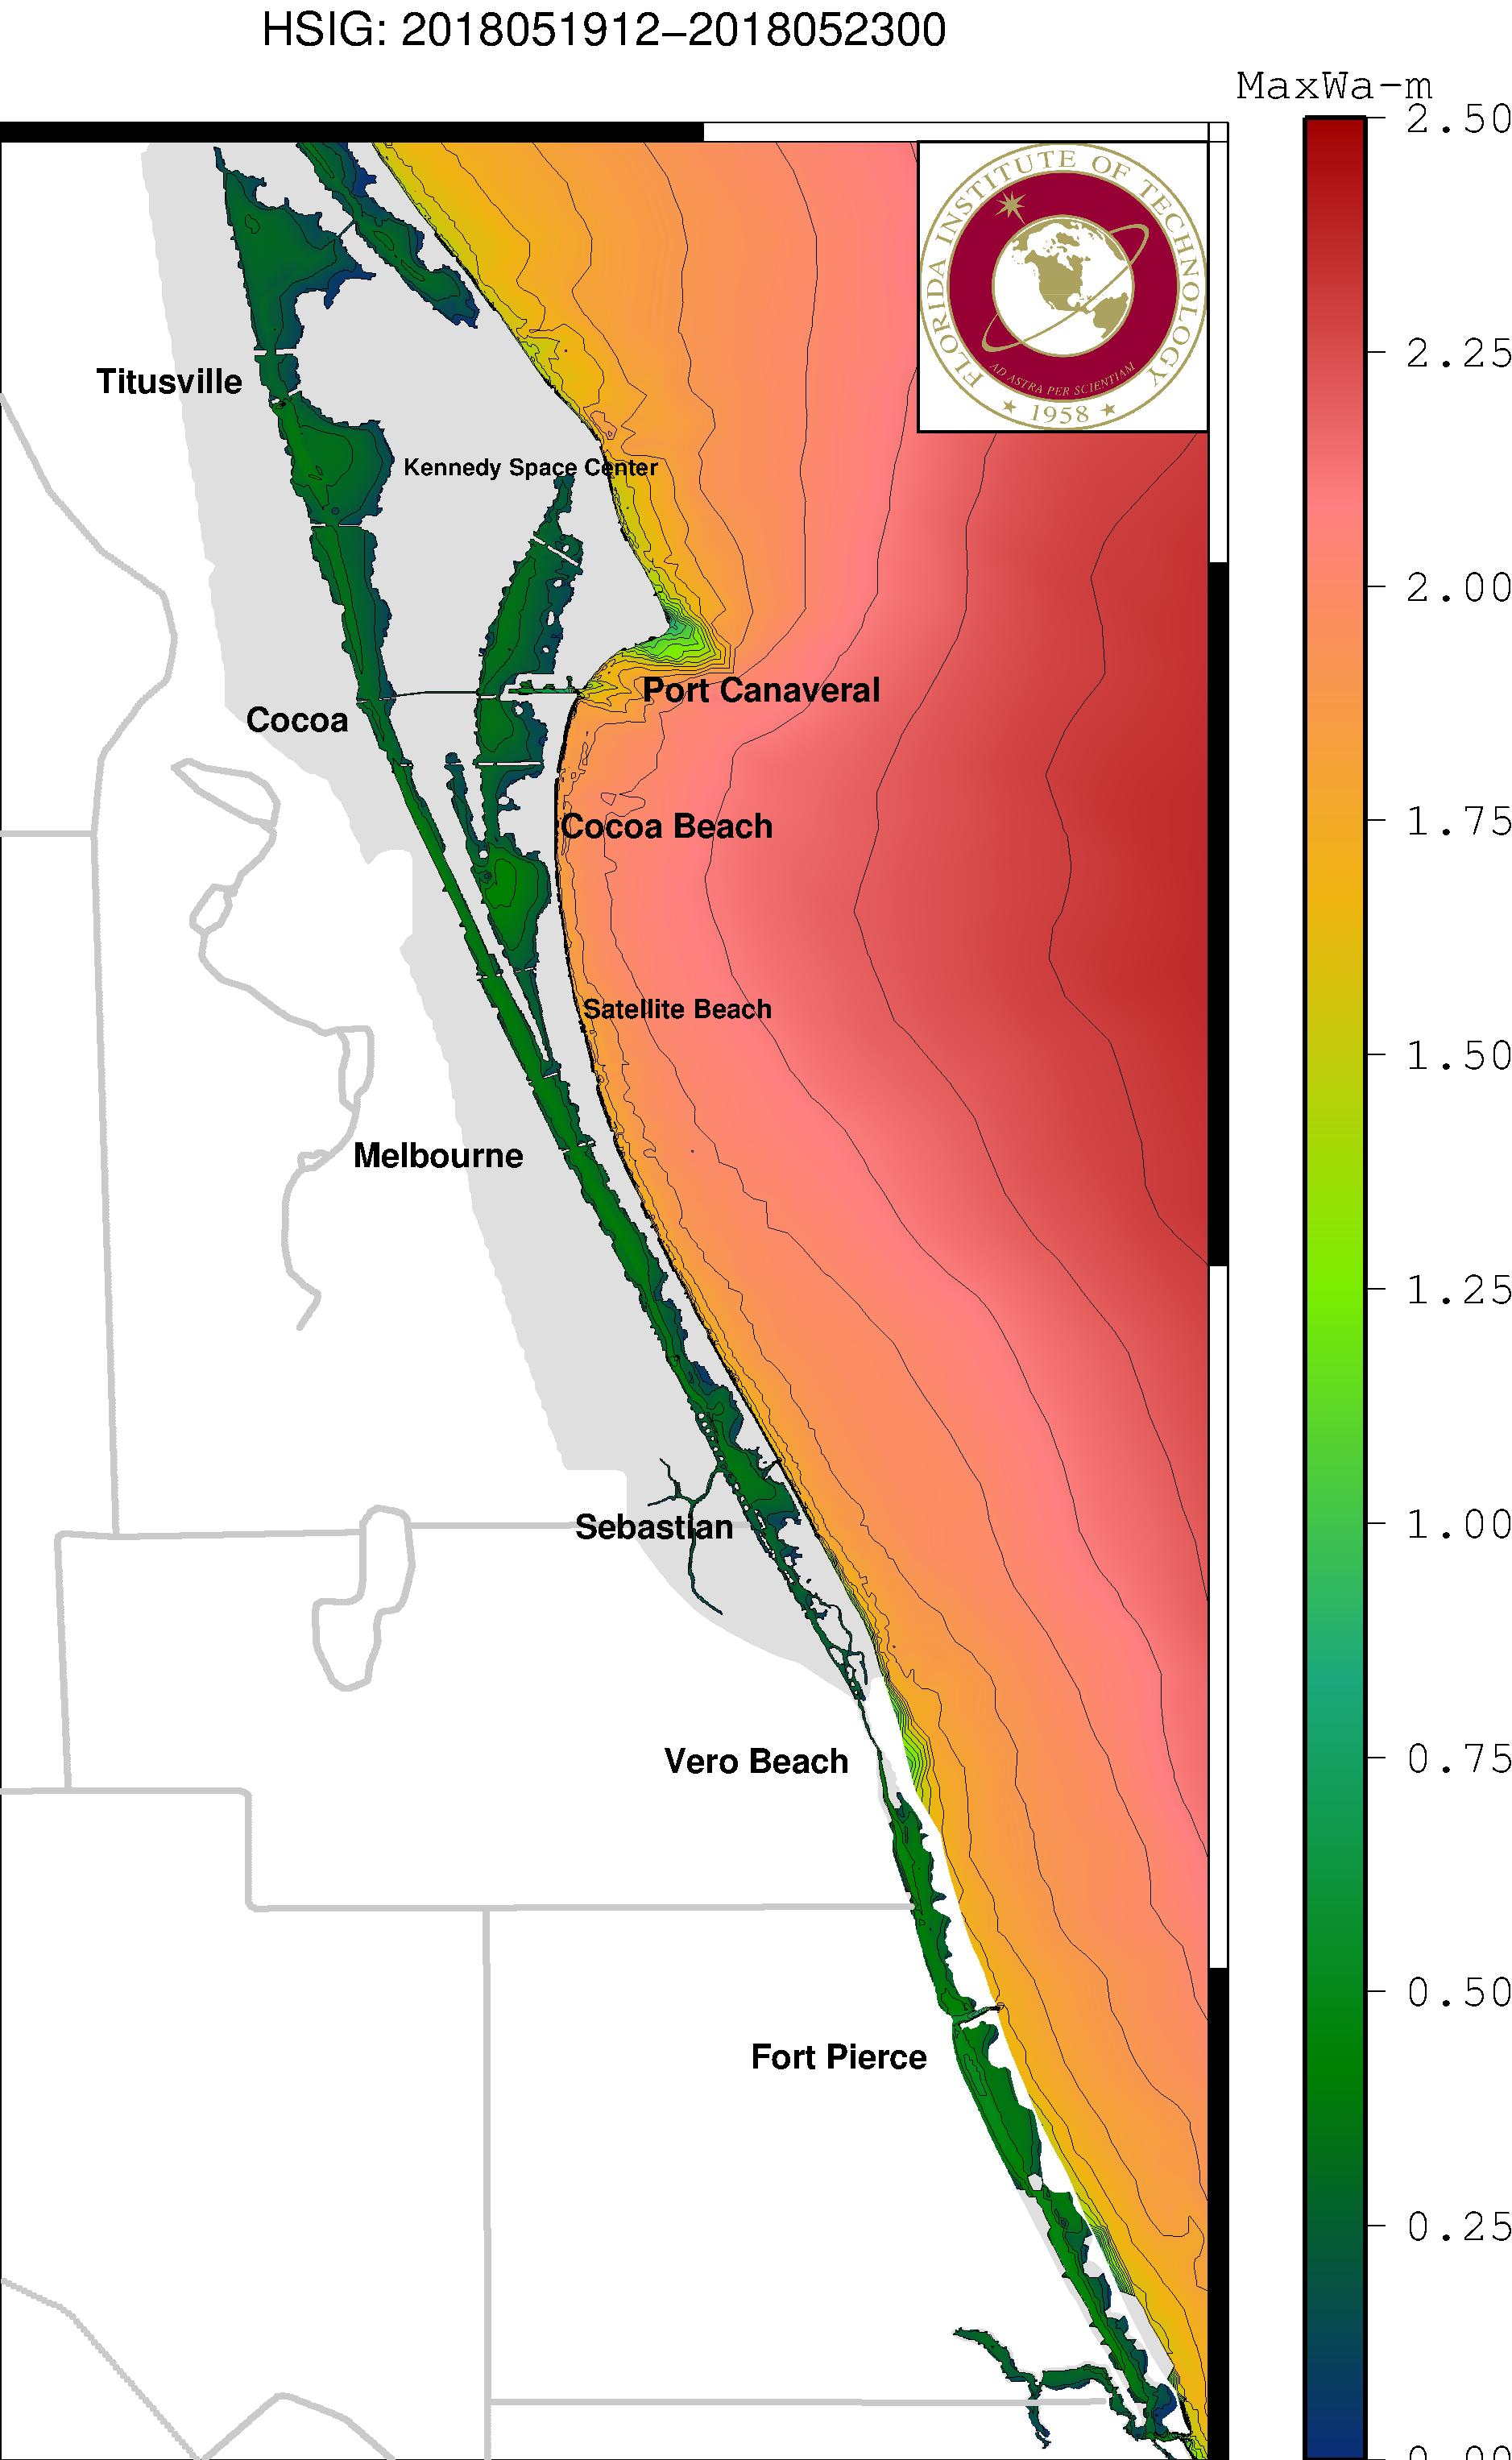 HSIG: 2018051912–2018052300
MaxWa-m
2.50
2.25
2.00
1.75
1.50
1.25
1.00
0.75
0.50
0.25
0.00
FLORIDA INSTITUTE OF TECHNOLOGY
AD ASTRA PER SCIENTIAM
★ 1958 ★
Titusville
Kennedy Space Center
Port Canaveral
Cocoa
Cocoa Beach
Satellite Beach
Melbourne
Sebastian
Vero Beach
Fort Pierce